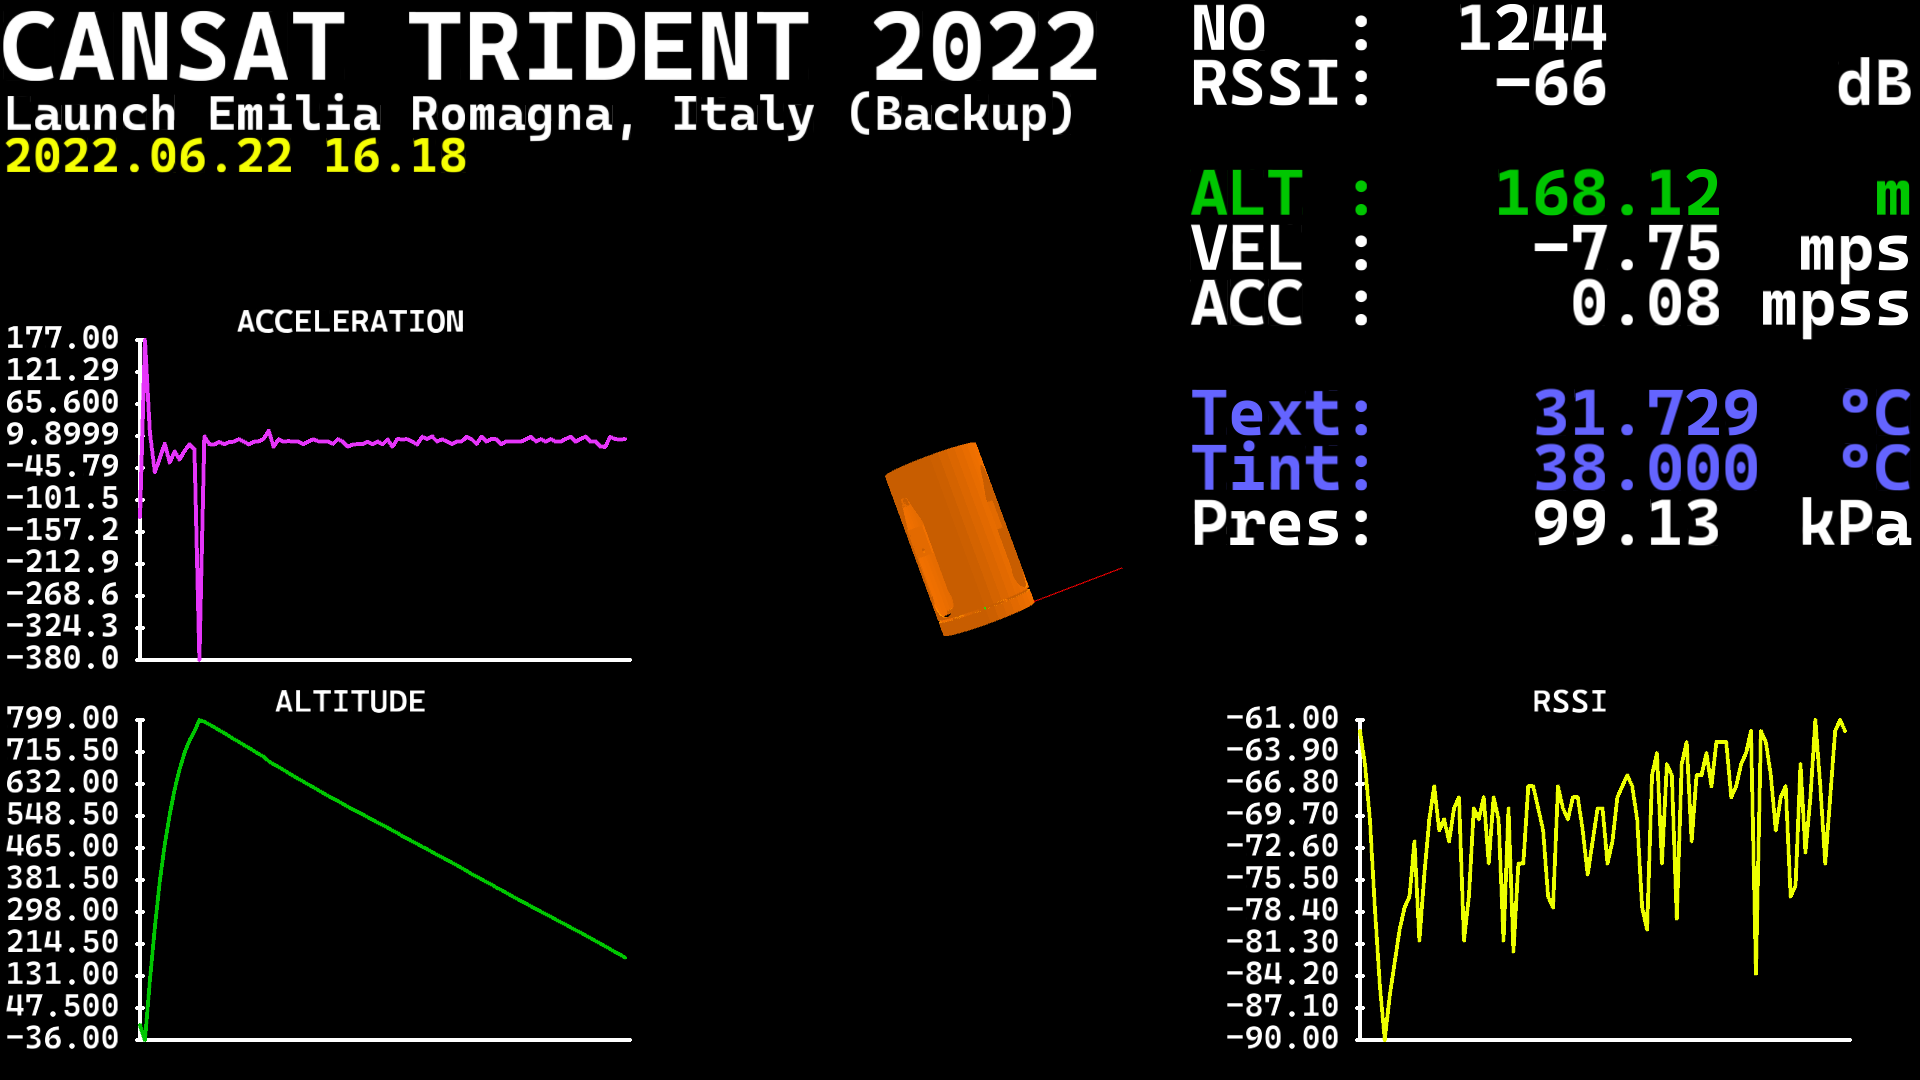 CANSAT TRIDENT 2022
Launch Emilia Romagna, Italy (Backup)
2022.06.22 16.18
NO : 1244
RSSI: -66 dB
ALT : 168.12 m
VEL : -7.75 mps
ACC : 0.08 mpss
Text: 31.729 °C
Tint: 38.000 °C
Pres: 99.13 kPa
ACCELERATION
177.00
121.29
65.600
9.8999
-45.79
-101.5
-157.2
-212.9
-268.6
-324.3
-380.0
ALTITUDE
799.00
715.50
632.00
548.50
465.00
381.50
298.00
214.50
131.00
47.500
-36.00
RSSI
-61.00
-63.90
-66.80
-69.70
-72.60
-75.50
-78.40
-81.30
-84.20
-87.10
-90.00